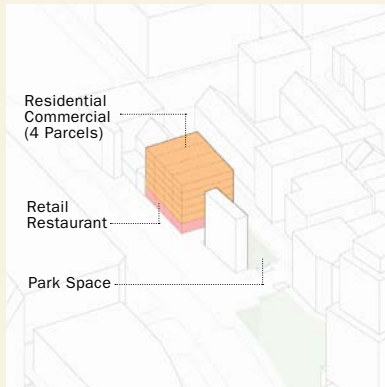 Residential
Commercial
(4 Parcels)
Retail
Restaurant
Park Space